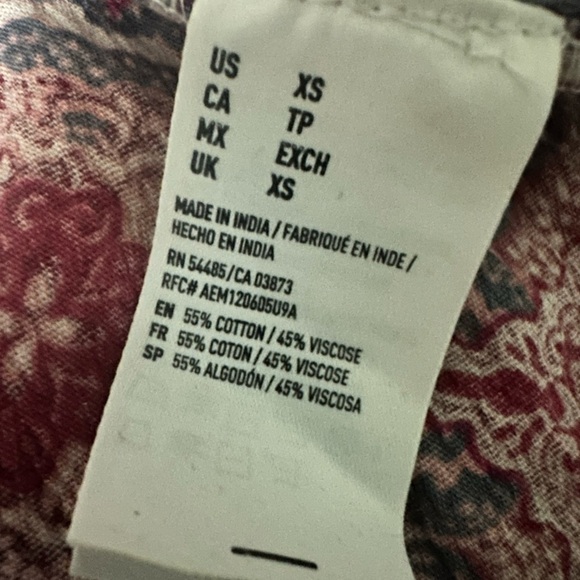 US XS
CA TP
MX EXCH
UK XS
MADE IN INDIA / FABRIQUÉ EN INDE /
HECHO EN INDIA
RN 54485/CA 03873
RFC# AEM120605U9A
EN 55% COTTON / 45% VISCOSE
FR 55% COTON / 45% VISCOSE
SP 55% ALGODÓN / 45% VISCOSA